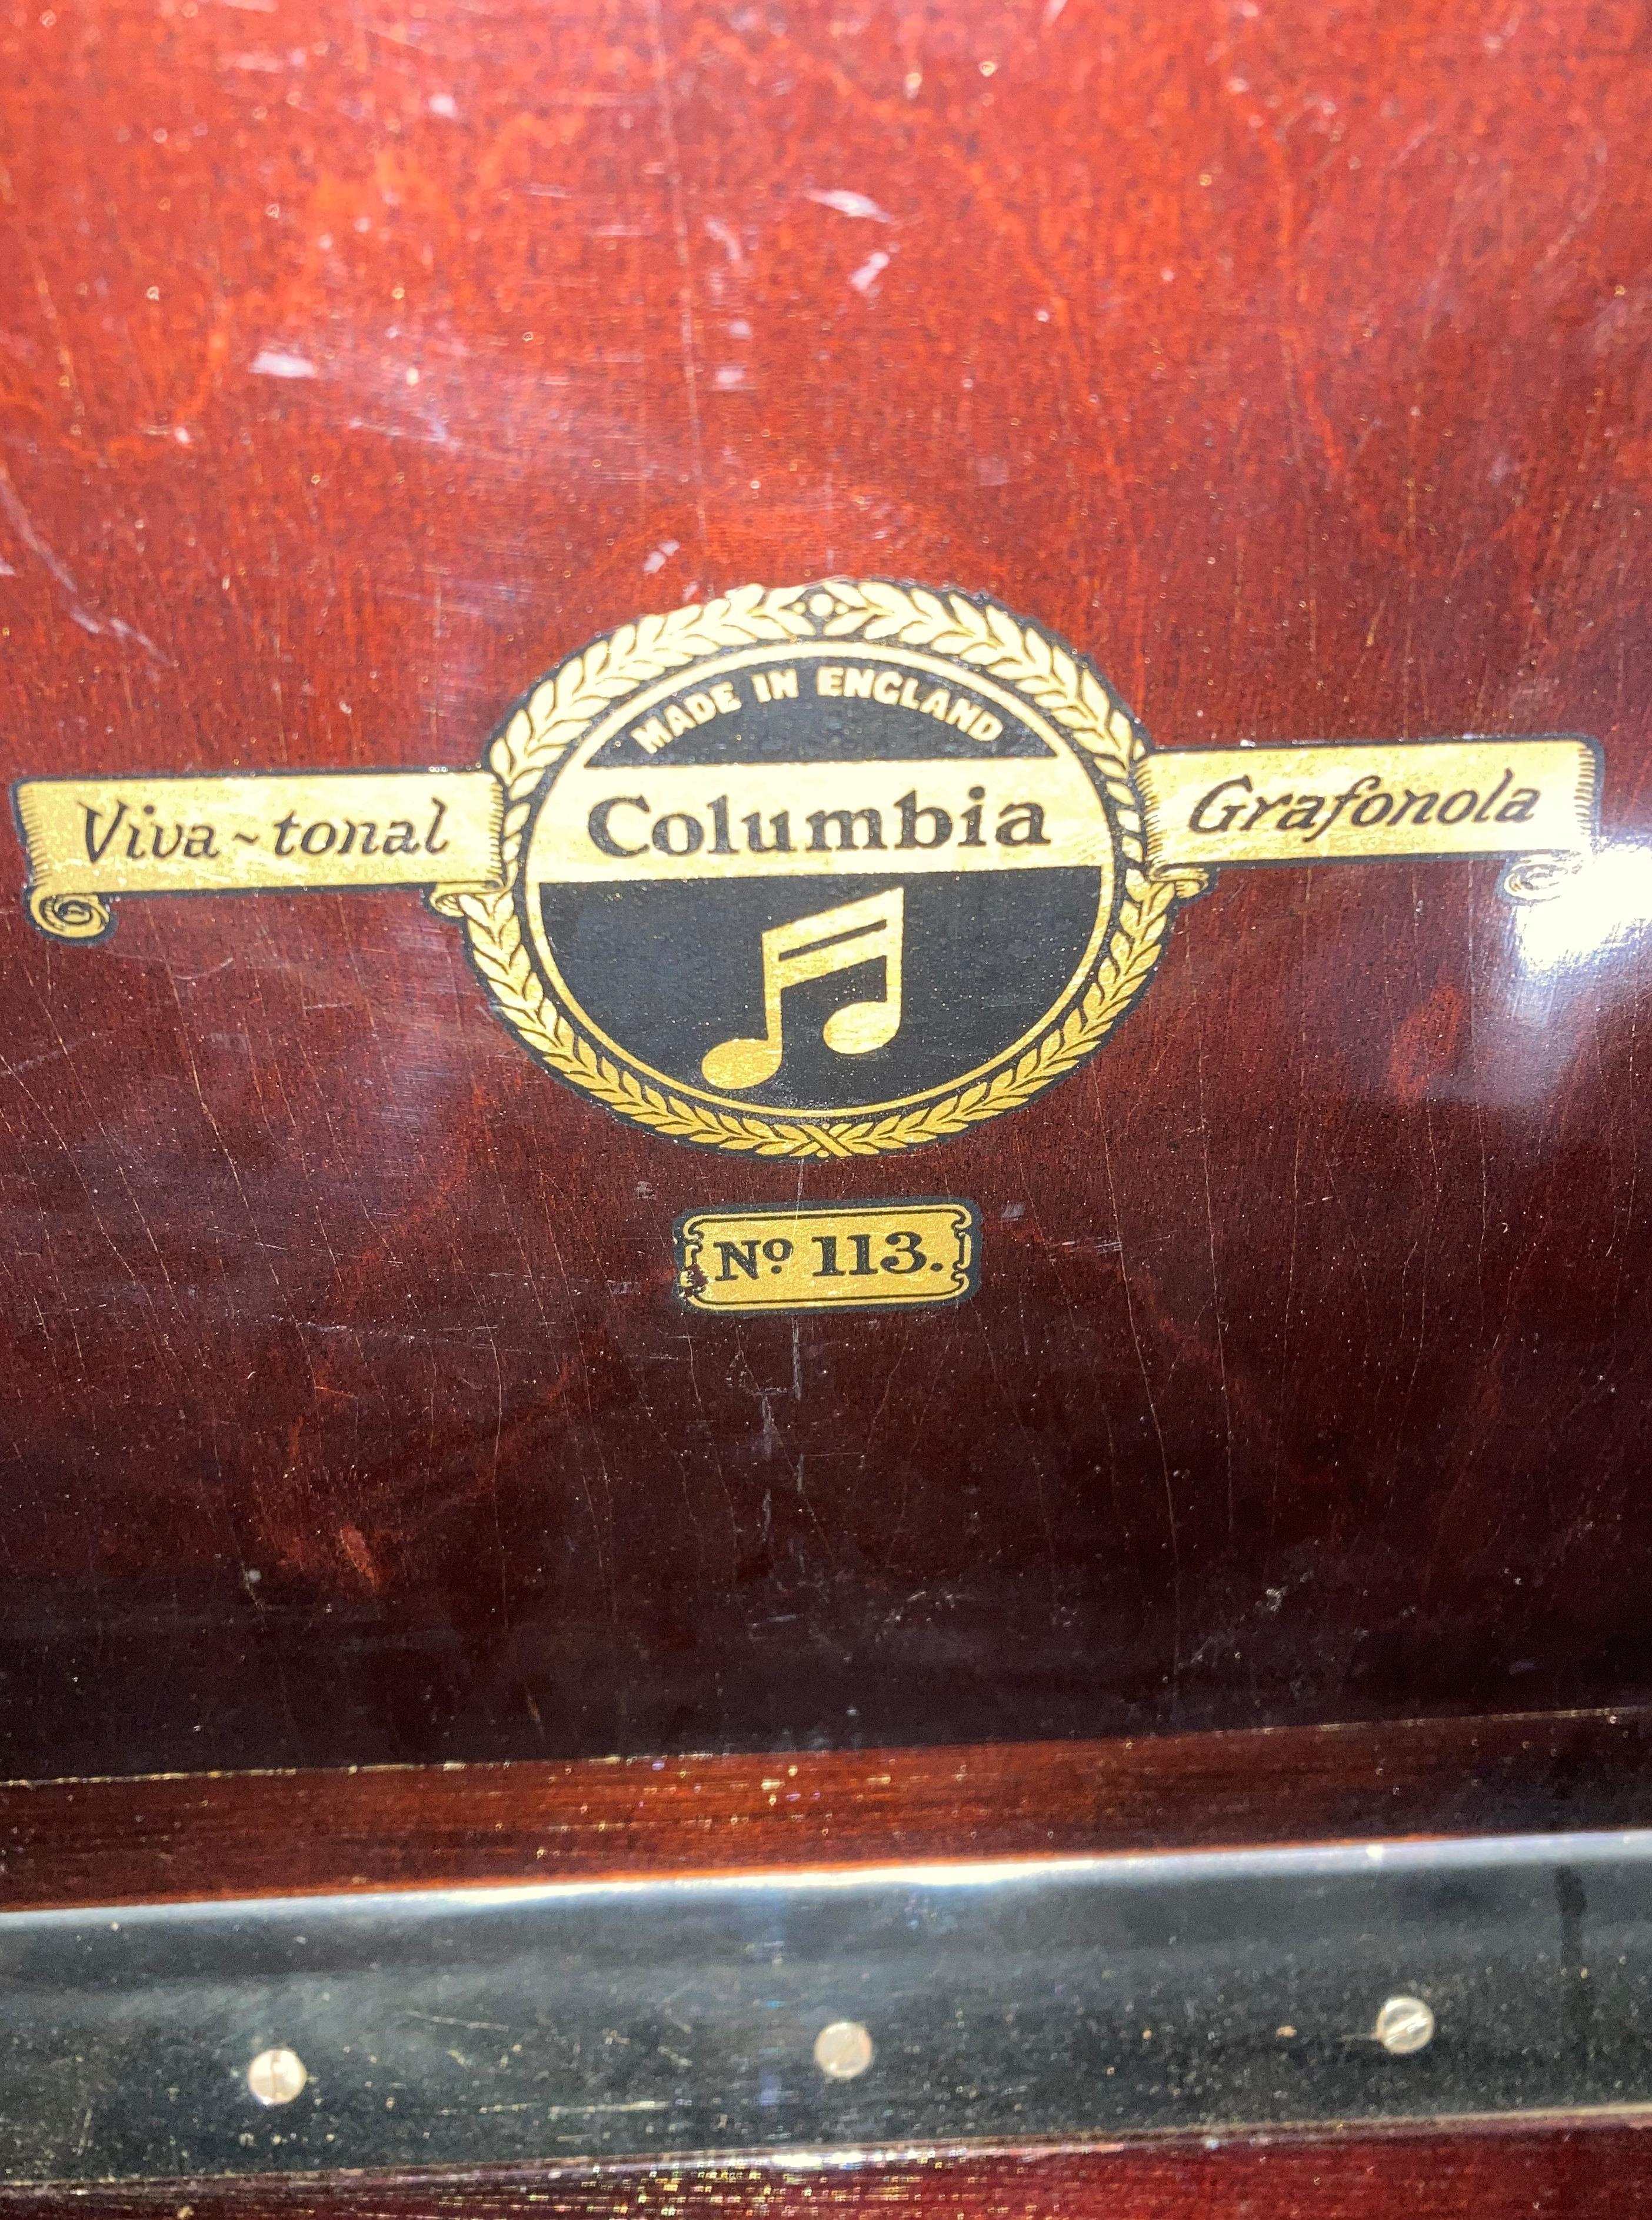 MADE IN ENGLAND
Viva~tonal Columbia Grafonola
Nº 113.